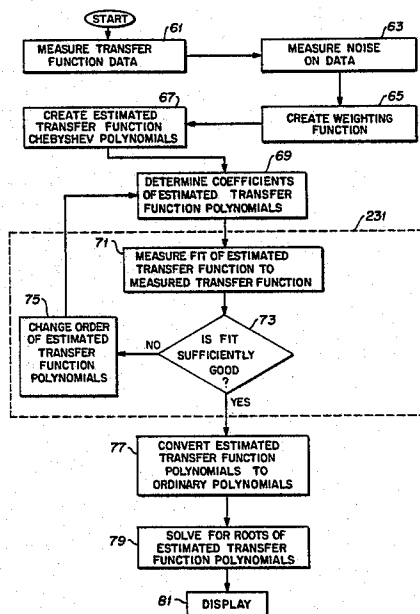 START
61
MEASURE TRANSFER
FUNCTION DATA
63
MEASURE NOISE
ON DATA
65
CREATE WEIGHTING
FUNCTION
67
CREATE ESTIMATED
TRANSFER FUNCTION
CHEBYSHEV POLYNOMIALS
69
DETERMINE COEFFICIENTS
OF ESTIMATED TRANSFER
FUNCTION POLYNOMIALS
231
71
MEASURE FIT OF ESTIMATED
TRANSFER FUNCTION TO
MEASURED TRANSFER FUNCTION
73
IS FIT
SUFFICIENTLY
GOOD
?
NO
75
CHANGE ORDER
OF ESTIMATED
TRANSFER
FUNCTION
POLYNOMIALS
YES
77
CONVERT ESTIMATED
TRANSFER FUNCTION
POLYNOMIALS TO
ORDINARY POLYNOMIALS
79
SOLVE FOR ROOTS OF
ESTIMATED TRANSFER
FUNCTION POLYNOMIALS
81
DISPLAY